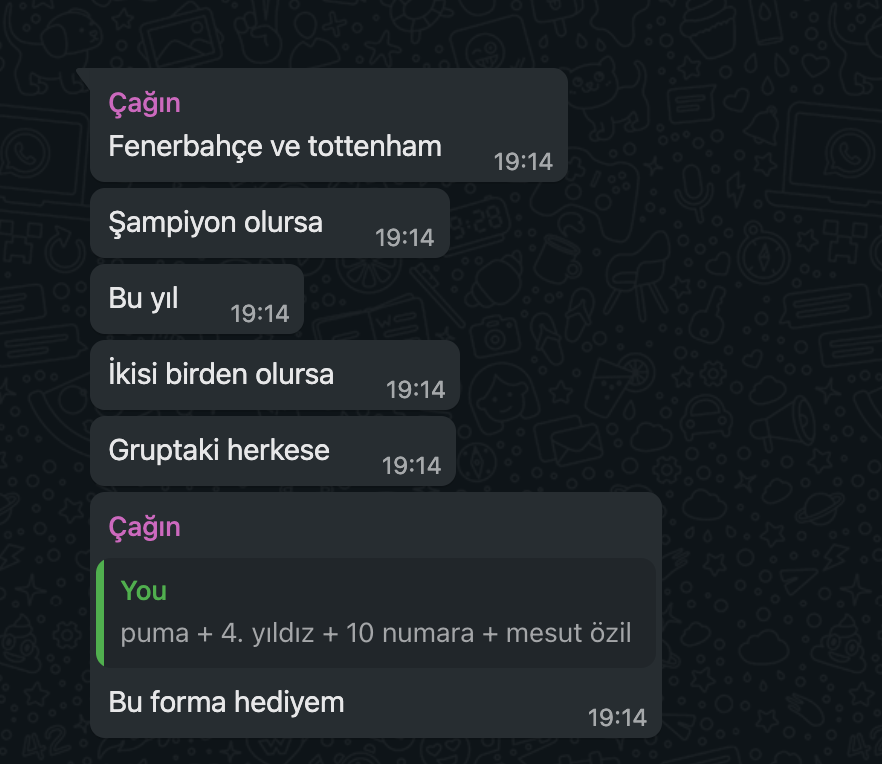 Çağın
Fenerbahçe ve tottenham
19:14
Şampiyon olursa
19:14
Bu yıl
19:14
İkisi birden olursa
19:14
Gruptaki herkese
19:14
Çağın
You
puma + 4. yıldız + 10 numara + mesut özil
Bu forma hediyem
19:14